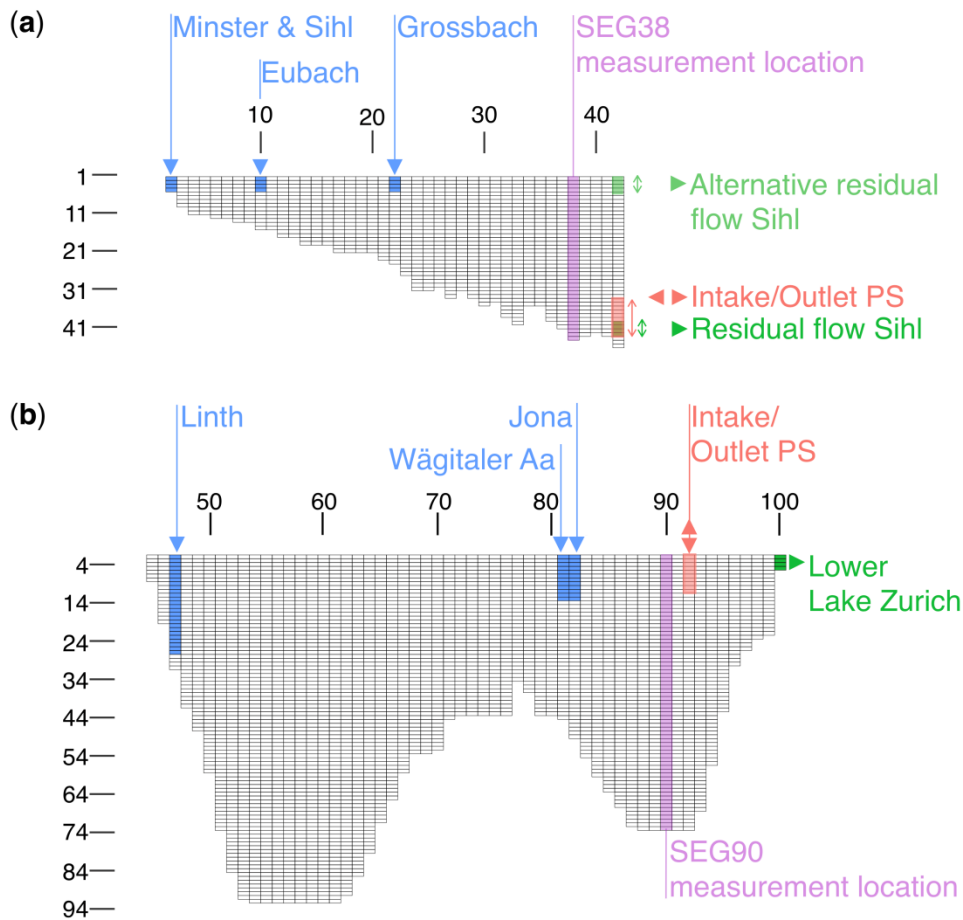 (a)
Minster & Sihl
Grossbach
SEG38
measurement location
Eubach
10
20
30
40
1
11
21
31
41
Alternative residual
flow Sihl
Intake/Outlet PS
Residual flow Sihl
(b)
Linth
Jona
Wägitaler Aa
Intake/
Outlet PS
50
60
70
80
90
100
4
14
24
34
44
54
64
74
84
94
Lower
Lake Zurich
SEG90
measurement location